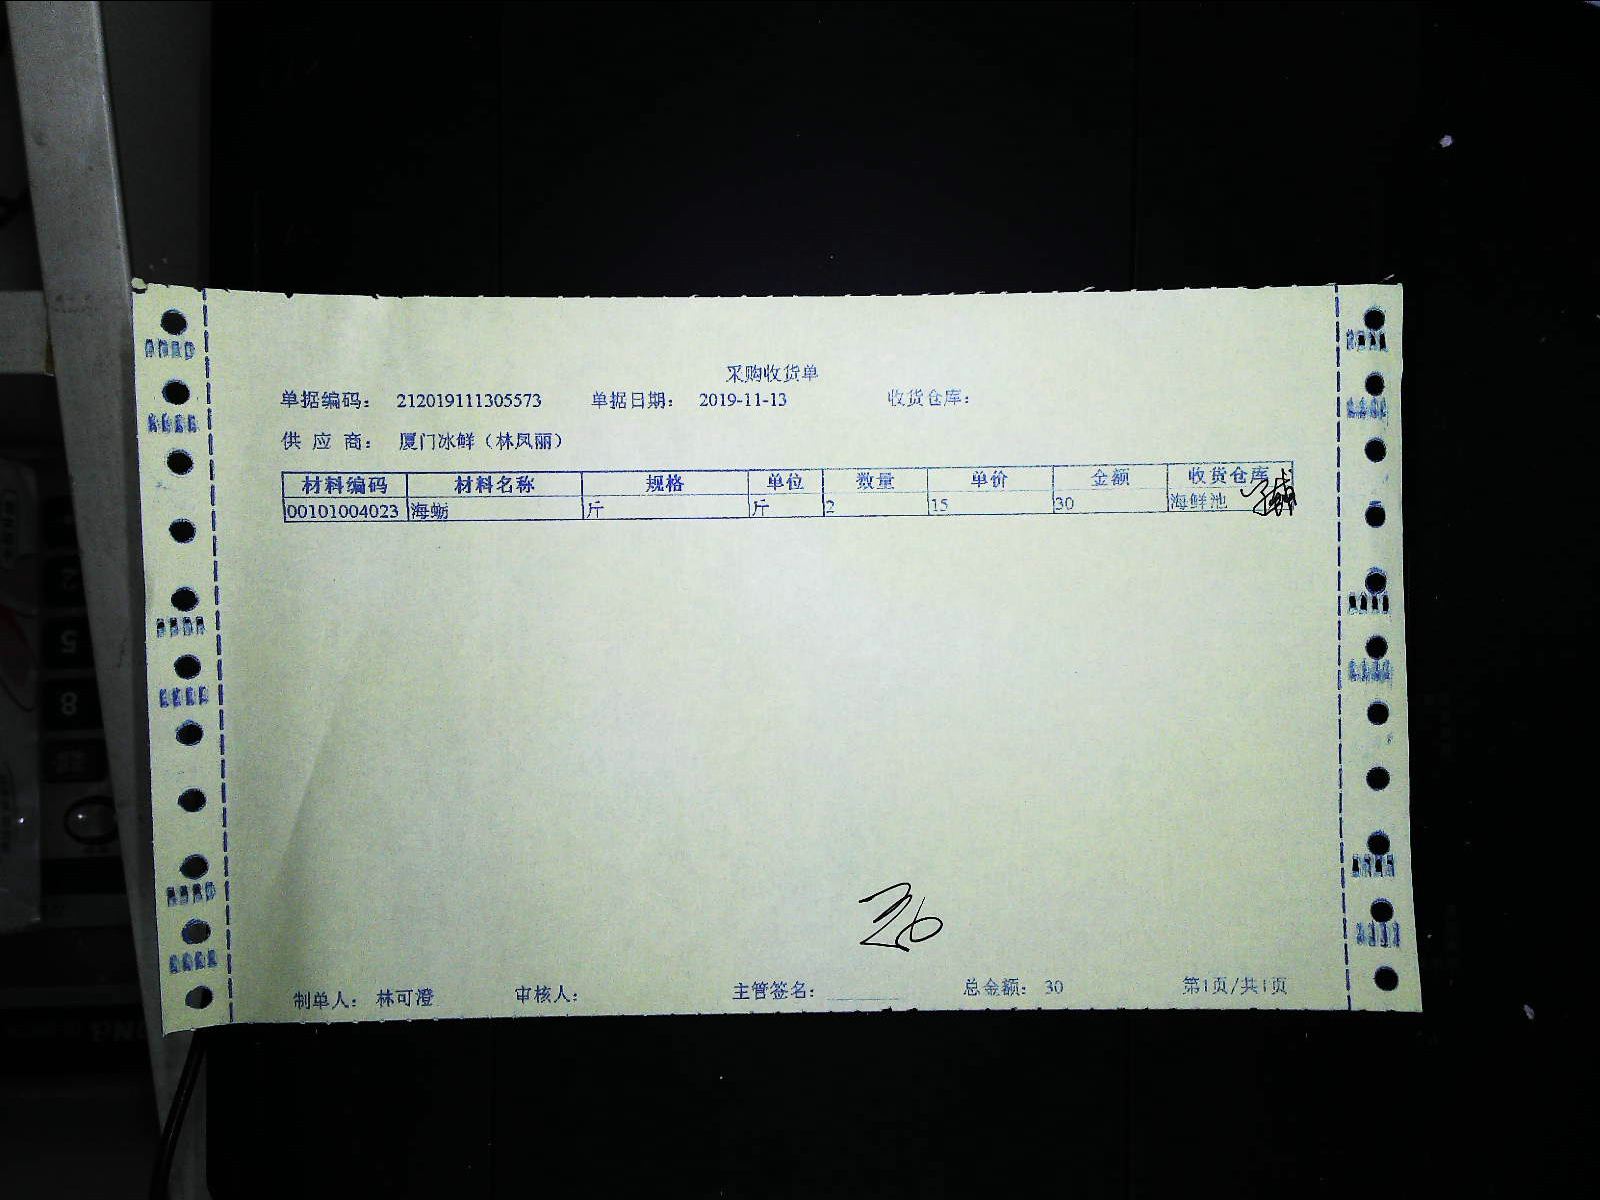 采购收货单
单据编码： 212019111305573 单据日期： 2019-11-13 收货仓库：
供 应 商： 厦门冰鲜（林凤丽）
材料编码 材料名称 规格 单位 数量 单价 金额 收货仓库
00101004023 海蛎 斤 斤 2 15 30 海鲜池
制单人： 林可澄 审核人： 主管签名： 总金额： 30 第1页/共1页